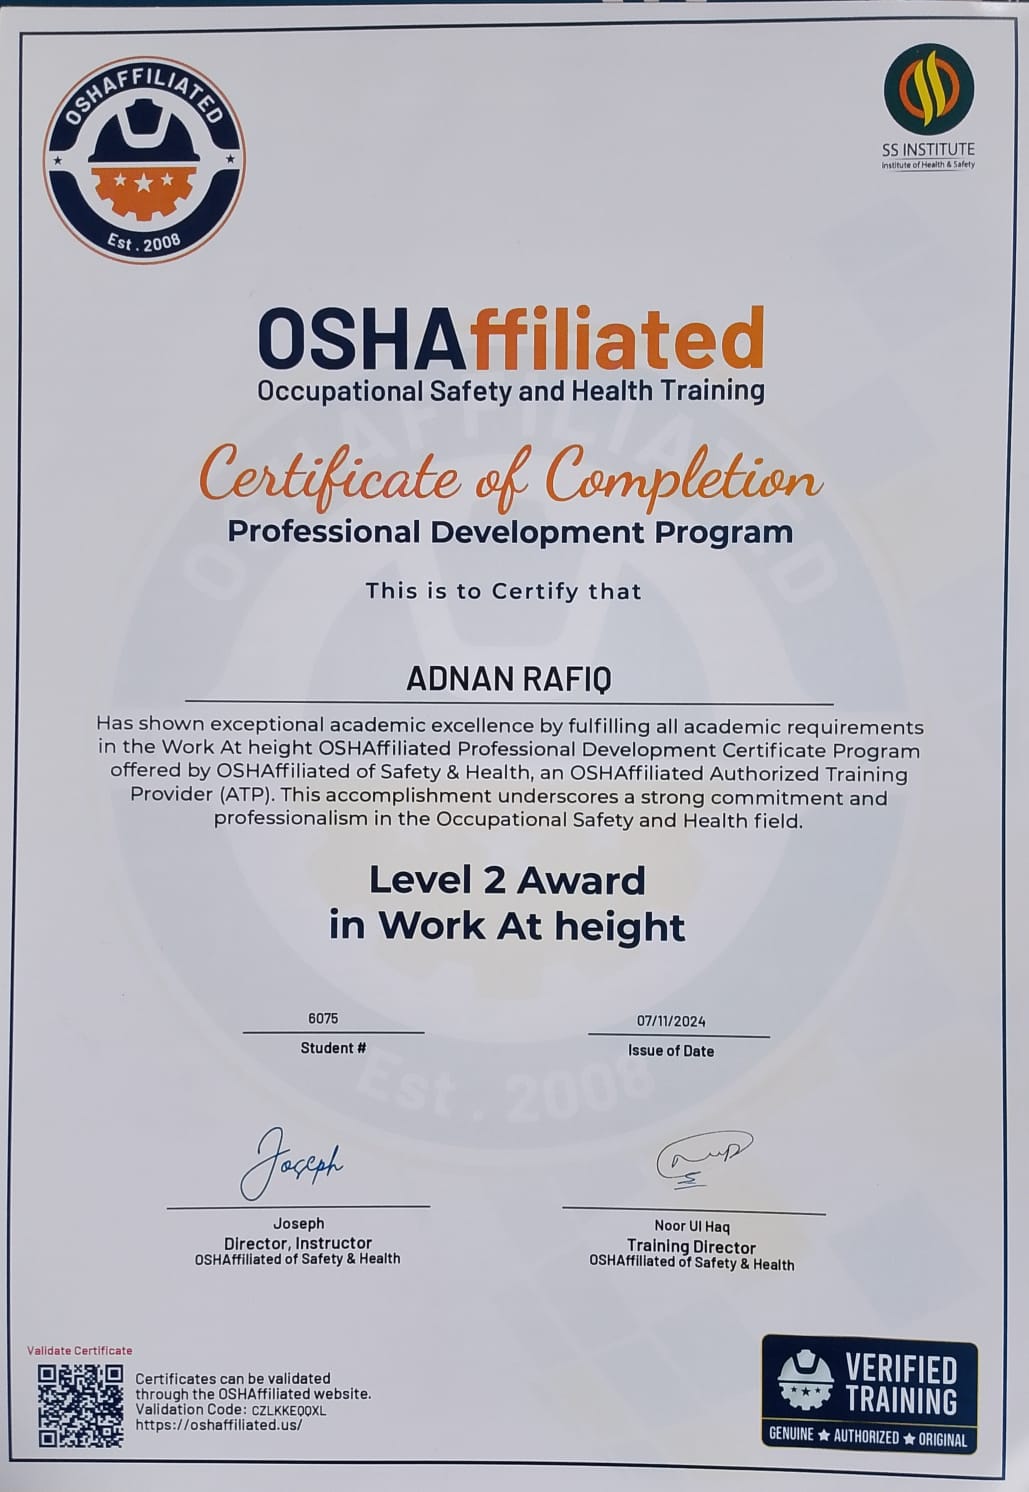 OSHAFFILIATED
Est . 2008
SS INSTITUTE
Institute of Health & Safety
OSHAffiliated
Occupational Safety and Health Training
Certificate of Completion
Professional Development Program
This is to Certify that
ADNAN RAFIQ
Has shown exceptional academic excellence by fulfilling all academic requirements
in the Work At height OSHAffiliated Professional Development Certificate Program
offered by OSHAffiliated of Safety & Health, an OSHAffiliated Authorized Training
Provider (ATP). This accomplishment underscores a strong commitment and
professionalism in the Occupational Safety and Health field.
Level 2 Award
in Work At height
6075
Student #
07/11/2024
Issue of Date
OSHAFFILIATED
Est . 2008
Joseph
Joseph
Director, Instructor
OSHAffiliated of Safety & Health
Noor Ul Haq
Training Director
OSHAffiliated of Safety & Health
Validate Certificate
Certificates can be validated
through the OSHAffiliated website.
Validation Code: CZLKKEQOXL
https://oshaffiliated.us/
VERIFIED
TRAINING
GENUINE ★ AUTHORIZED ★ ORIGINAL